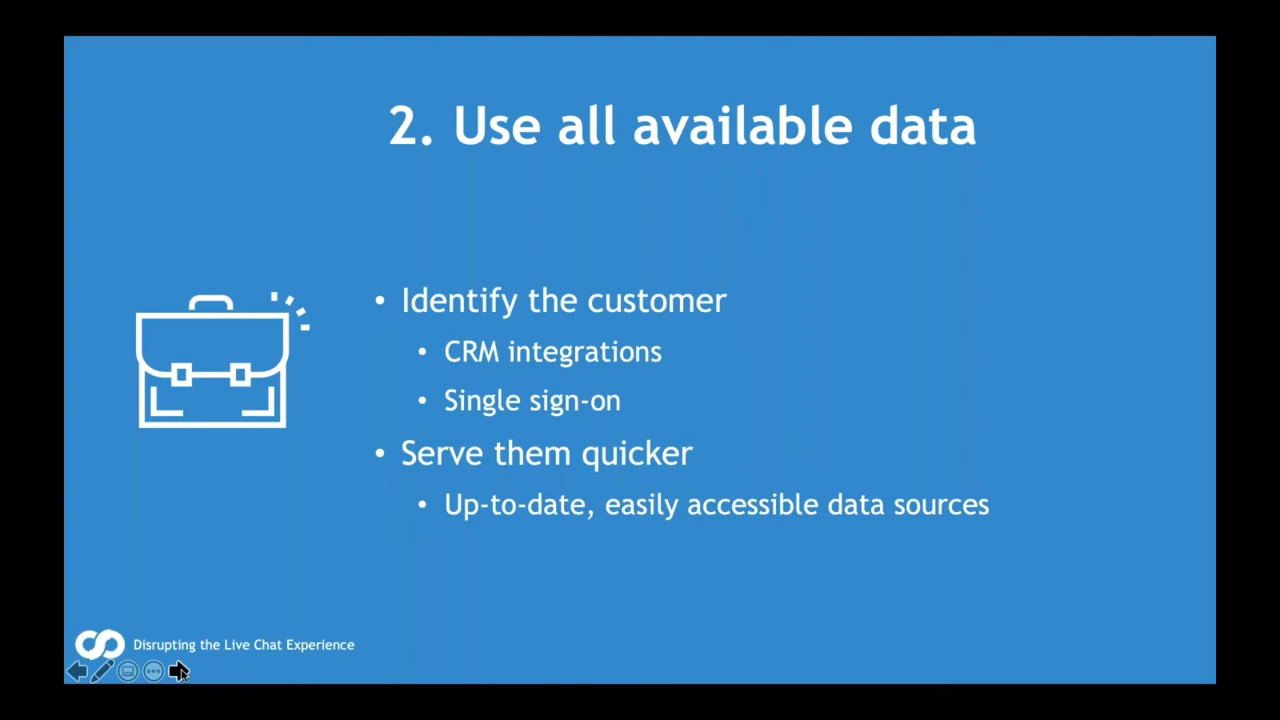 2. Use all available data
• Identify the customer
• CRM integrations
• Single sign-on
• Serve them quicker
• Up-to-date, easily accessible data sources
Disrupting the Live Chat Experience